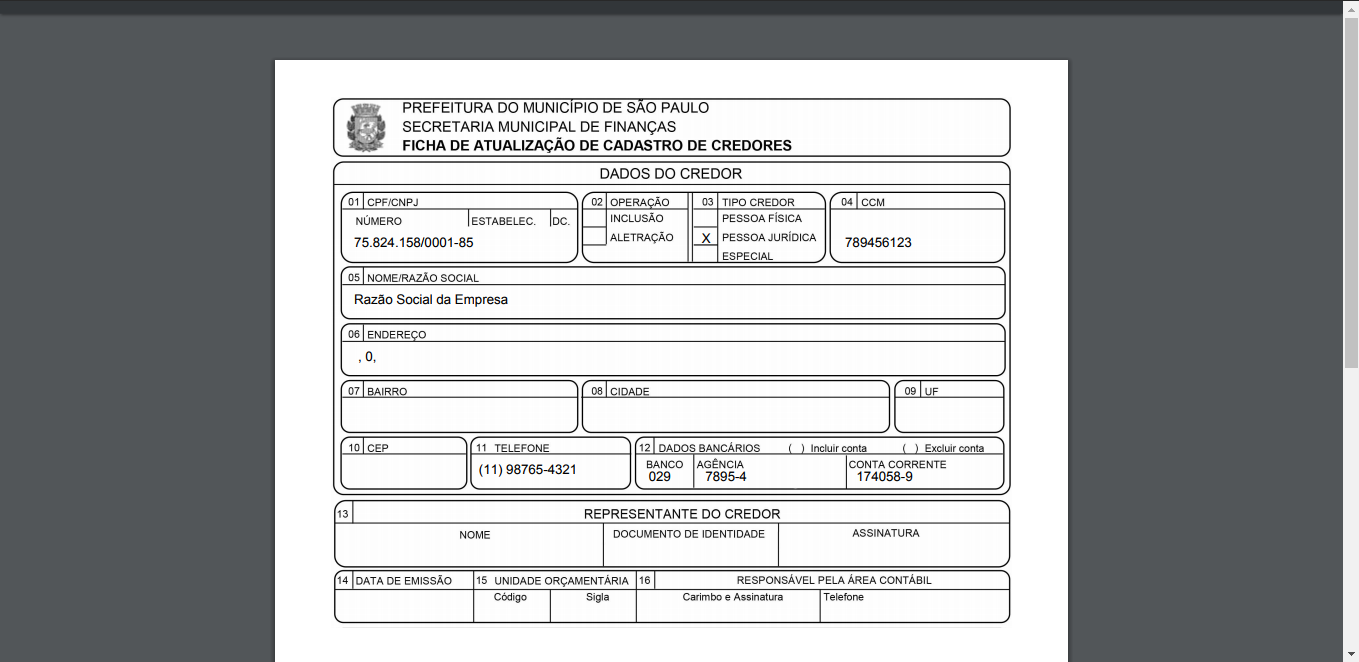 PREFEITURA DO MUNICÍPIO DE SÃO PAULO
SECRETARIA MUNICIPAL DE FINANÇAS
FICHA DE ATUALIZAÇÃO DE CADASTRO DE CREDORES
DADOS DO CREDOR
01 CPF/CNPJ
NÚMERO ESTABELEC. DC.
75.824.158/0001-85
02 OPERAÇÃO
INCLUSÃO
ALETRAÇÃO
03 TIPO CREDOR
PESSOA FÍSICA
X PESSOA JURÍDICA
ESPECIAL
04 CCM
789456123
05 NOME/RAZÃO SOCIAL
Razão Social da Empresa
06 ENDEREÇO
, 0,
07 BAIRRO
08 CIDADE
09 UF
10 CEP
11 TELEFONE
(11) 98765-4321
12 DADOS BANCÁRIOS ( ) Incluir conta ( ) Excluir conta
BANCO AGÊNCIA CONTA CORRENTE
029 7895-4 174058-9
13 REPRESENTANTE DO CREDOR
NOME DOCUMENTO DE IDENTIDADE ASSINATURA
14 DATA DE EMISSÃO
15 UNIDADE ORÇAMENTÁRIA
Código Sigla
16 RESPONSÁVEL PELA ÁREA CONTÁBIL
Carimbo e Assinatura Telefone